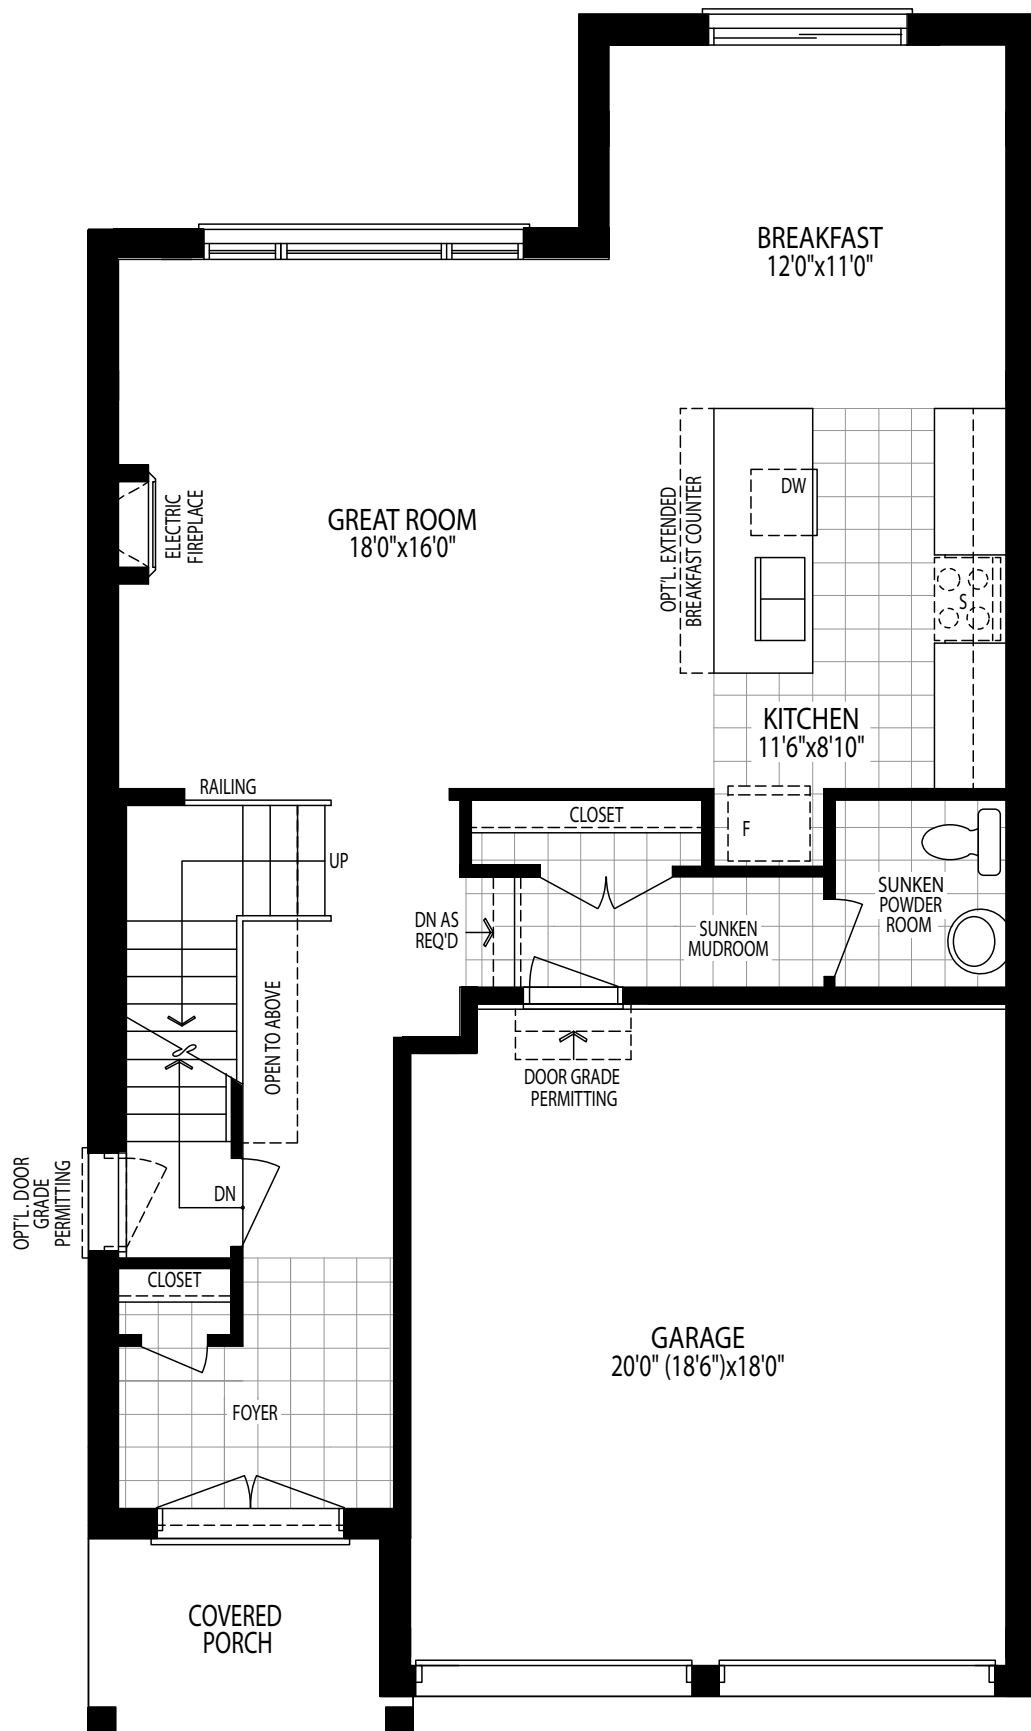 BREAKFAST
12'0"x11'0"
GREAT ROOM
18'0"x16'0"
ELECTRIC
FIREPLACE
OPT'L. EXTENDED
BREAKFAST COUNTER
DW
S
KITCHEN
11'6"x8'10"
RAILING
UP
CLOSET
F
SUNKEN
POWDER
ROOM
DN AS
REQ'D
SUNKEN
MUDROOM
OPEN TO ABOVE
DOOR GRADE
PERMITTING
OPT'L. DOOR
GRADE
PERMITTING
DN
CLOSET
FOYER
GARAGE
20'0" (18'6")x18'0"
COVERED
PORCH